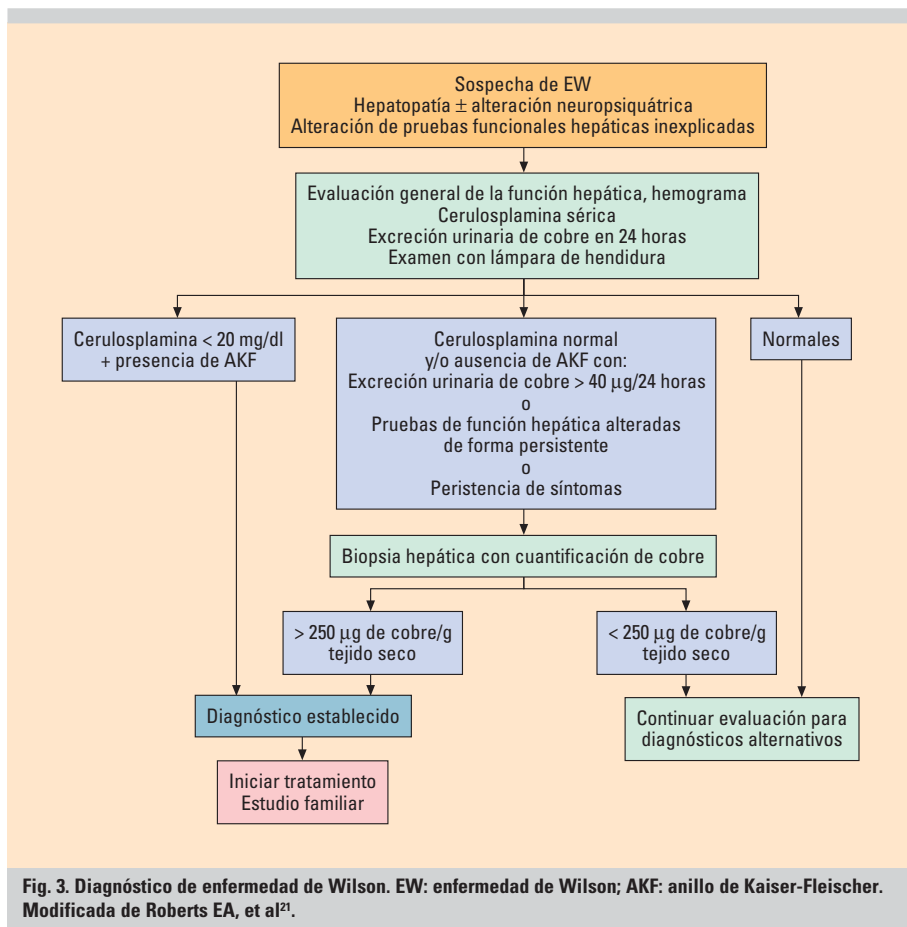 Sospecha de EW
Hepatopatía ± alteración neuropsiquátrica
Alteración de pruebas funcionales hepáticas inexplicadas
Evaluación general de la función hepática, hemograma
Cerulosplamina sérica
Excreción urinaria de cobre en 24 horas
Examen con lámpara de hendidura
Cerulosplamina < 20 mg/dl
+ presencia de AKF
Cerulosplamina normal
y/o ausencia de AKF con:
Excreción urinaria de cobre > 40 μg/24 horas
o
Pruebas de función hepática alteradas
de forma persistente
o
Peristencia de síntomas
Normales
Biopsia hepática con cuantificación de cobre
> 250 μg de cobre/g
tejido seco
< 250 μg de cobre/g
tejido seco
Diagnóstico establecido
Continuar evaluación para
diagnósticos alternativos
Iniciar tratamiento
Estudio familiar
Fig. 3. Diagnóstico de enfermedad de Wilson. EW: enfermedad de Wilson; AKF: anillo de Kaiser-Fleischer.
Modificada de Roberts EA, et al²¹.